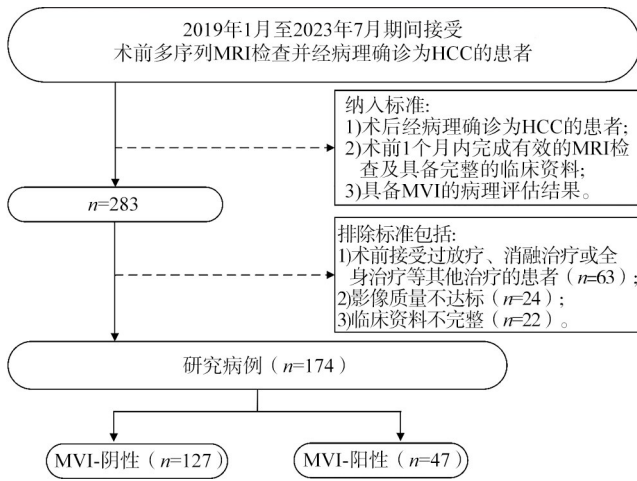 2019年1月至2023年7月期间接受
术前多序列MRI检查并经病理确诊为HCC的患者
纳入标准:
1)术后经病理确诊为HCC的患者;
2)术前1个月内完成有效的MRI检
查及具备完整的临床资料;
3)具备MVI的病理评估结果。
n=283
排除标准包括:
1)术前接受过放疗、消融治疗或全
身治疗等其他治疗的患者(n=63);
2)影像质量不达标(n=24);
3)临床资料不完整(n=22)。
研究病例(n=174)
MVI-阴性(n=127)
MVI-阳性(n=47)